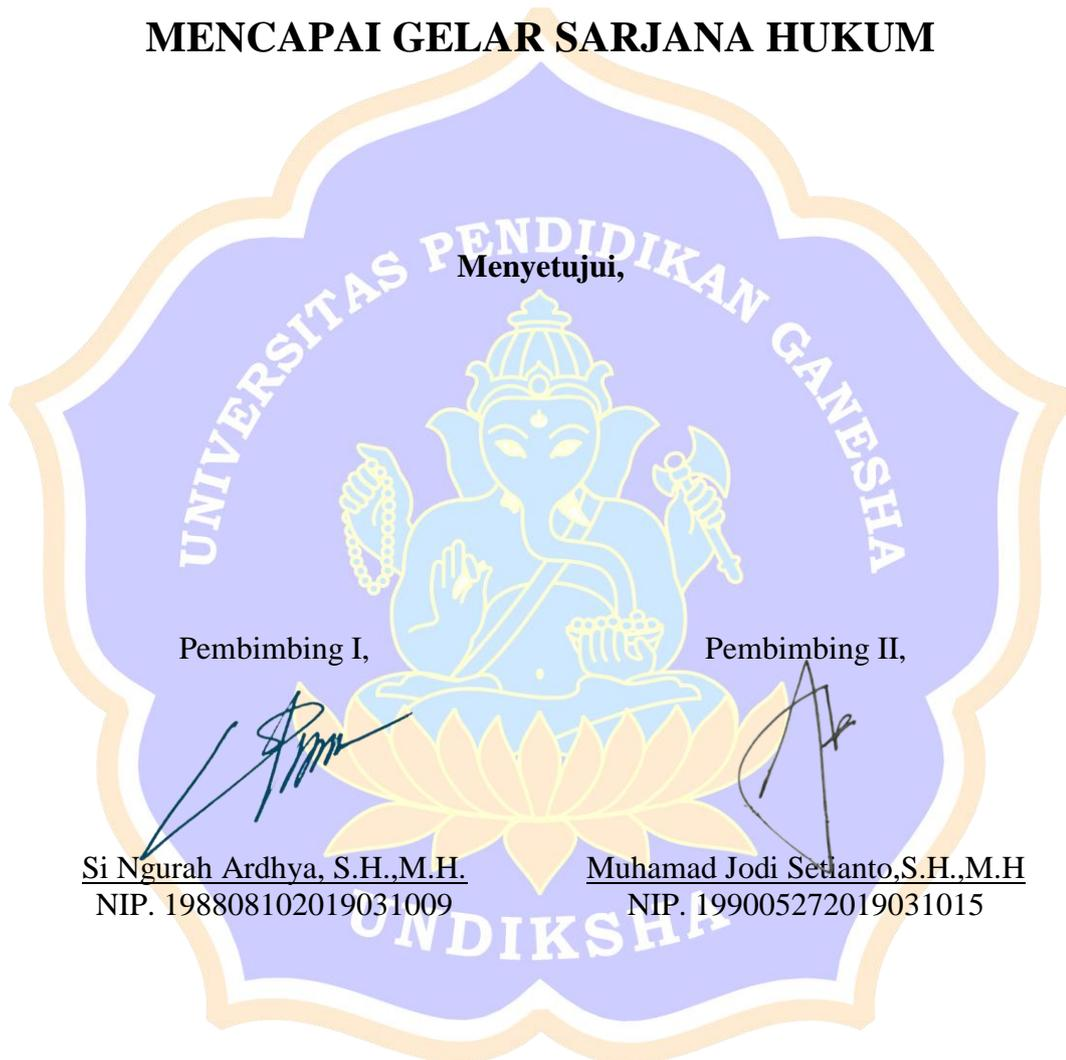 MENCAPAI GELAR SARJANA HUKUM
UNIVERSITAS PENDIDIKAN GANESHA
Menyetujui,
Pembimbing I,
Pembimbing II,
Si Ngurah Ardhya, S.H.,M.H.
Muhamad Jodi Setianto,S.H.,M.H
NIP. 198808102019031009
NIP. 199005272019031015
UNDIKSHA